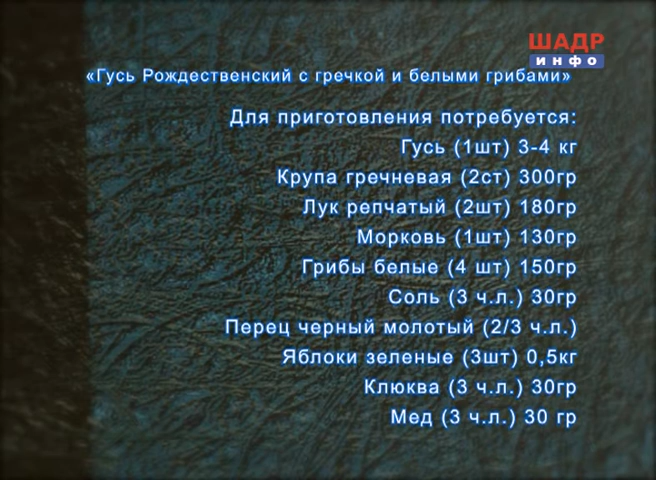 ШАДР
инфо
«Гусь Рождественский с гречкой и белыми грибами»
Для приготовления потребуется:
Гусь (1шт) 3-4 кг
Крупа гречневая (2ст) 300гр
Лук репчатый (2шт) 180гр
Морковь (1шт) 130гр
Грибы белые (4 шт) 150гр
Соль (3 ч.л.) 30гр
Перец черный молотый (2/3 ч.л.)
Яблоки зеленые (3шт) 0,5кг
Клюква (3 ч.л.) 30гр
Мед (3 ч.л.) 30 гр